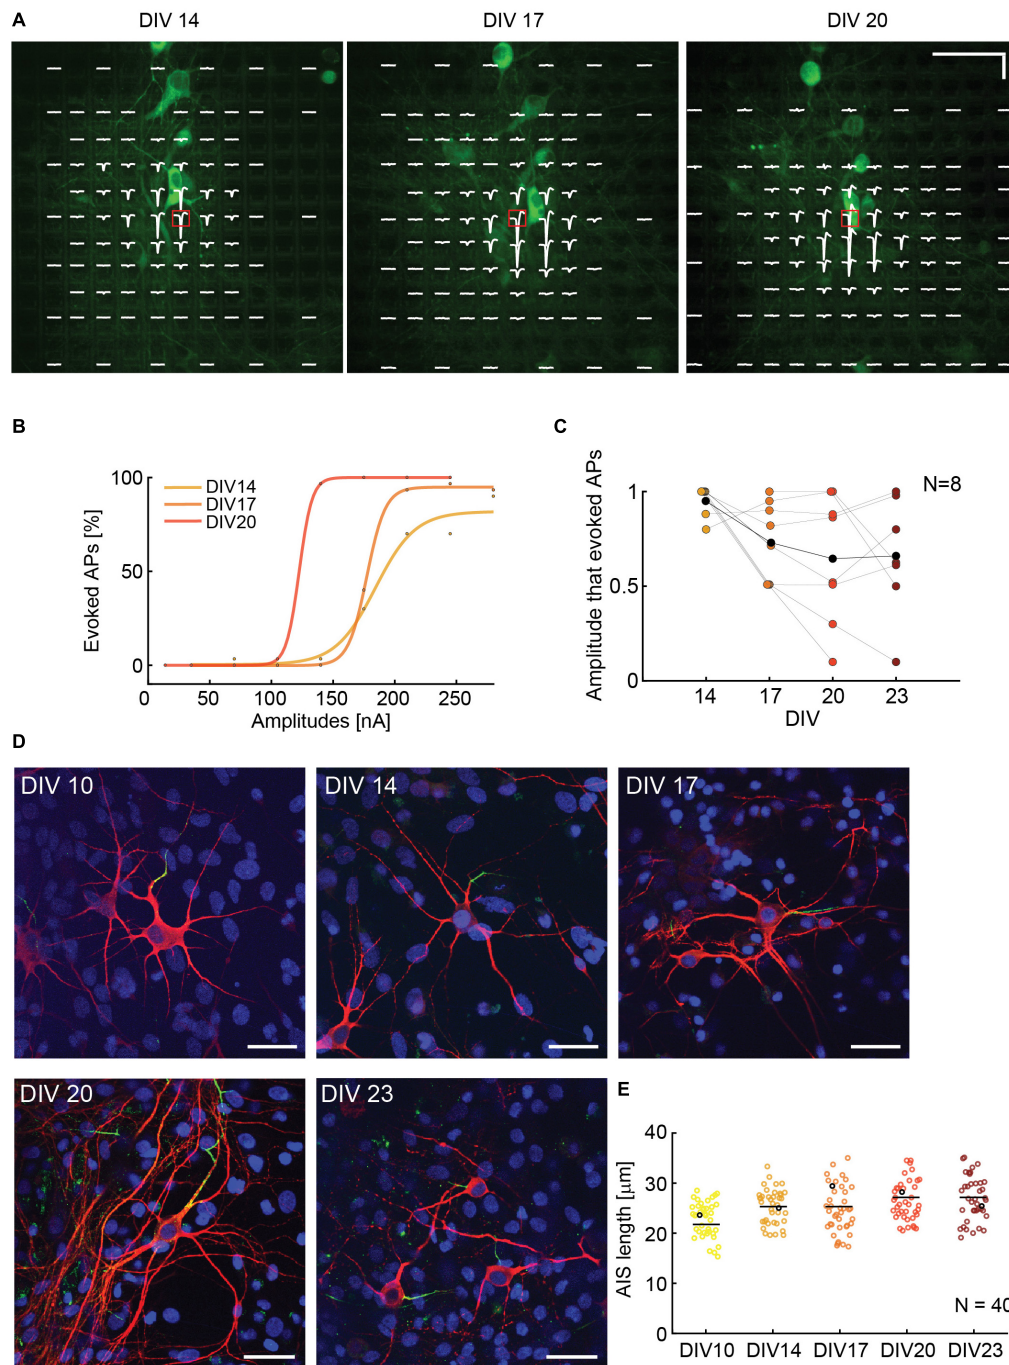 A
DIV 14
DIV 17
DIV 20
B
Evoked APs [%]
100
50
0
DIV14
DIV17
DIV20
0
50
100
150
200
250
Amplitudes [nA]
C
Amplitude that evoked APs
1
0.5
0
N=8
14
17
20
23
DIV
D
DIV 10
DIV 14
DIV 17
DIV 20
DIV 23
E
AIS length [μm]
40
30
20
10
0
N = 40
DIV10
DIV14
DIV17
DIV20
DIV23